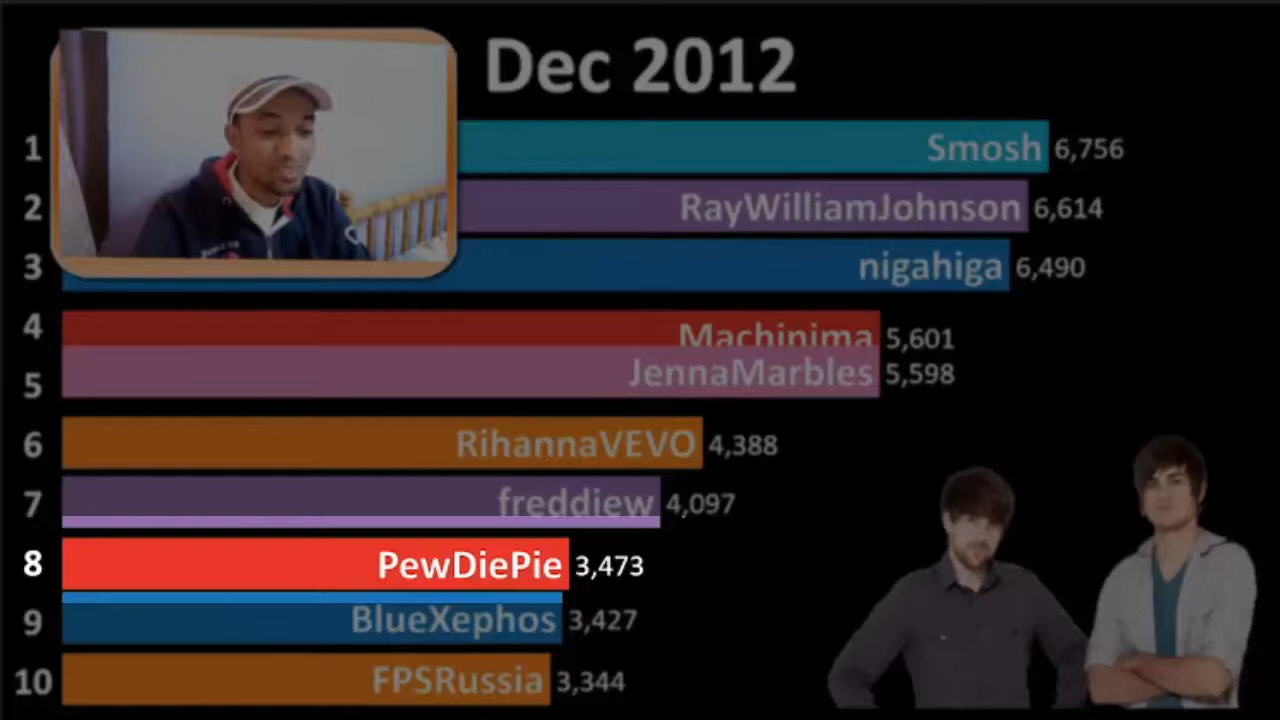 Dec 2012
1 Smosh 6,756
2 RayWilliamJohnson 6,614
3 nigahiga 6,490
4 Machinima 5,601
5 JennaMarbles 5,598
6 RihannaVEVO 4,388
7 freddiew 4,097
8 PewDiePie 3,473
9 BlueXephos 3,427
10 FPSRussia 3,344